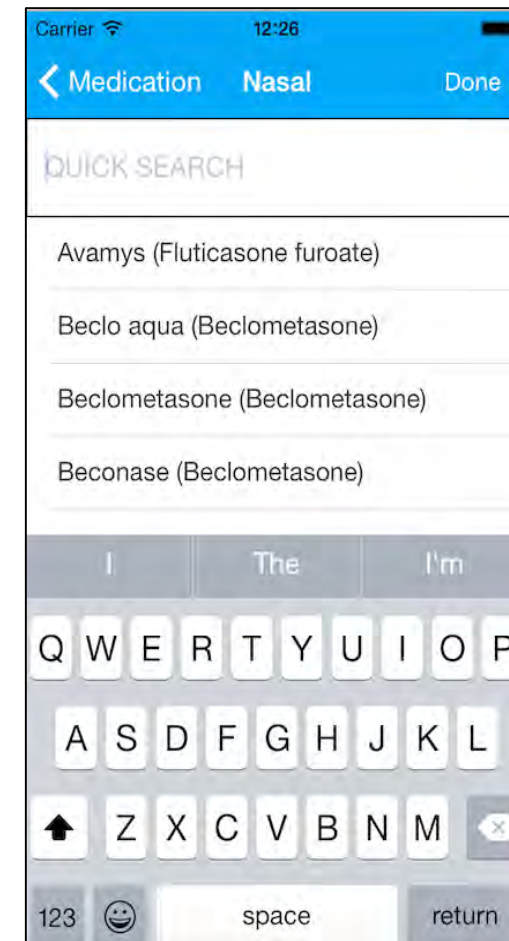 Carrier 12:26
Medication Nasal Done
QUICK SEARCH
Avamys (Fluticasone furoate)
Beclo aqua (Beclometasone)
Beclometasone (Beclometasone)
Beconase (Beclometasone)
I The I'm
Q W E R T Y U I O P
A S D F G H J K L
Z X C V B N M
123 space return